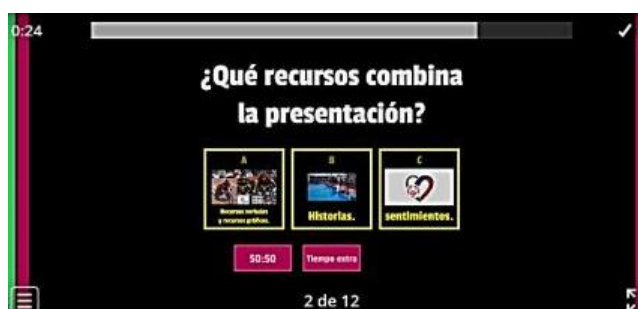 0:24
¿Qué recursos combina
la presentación?
A
B
C
Recursos verbales
y recursos gráficos.
Historias.
sentimientos.
50:50
Tiempo extra
2 de 12